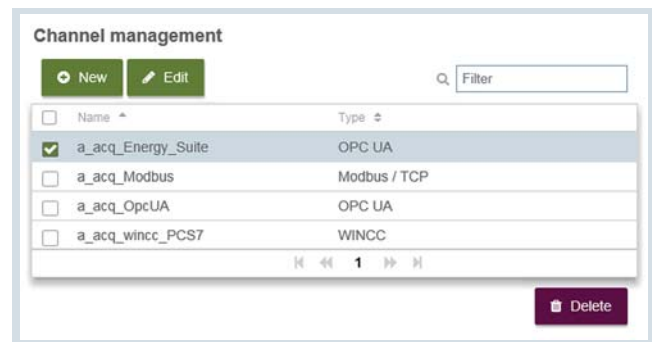 Channel management
New Edit Filter
Name Type
a_acq_Energy_Suite OPC UA
a_acq_Modbus Modbus / TCP
a_acq_OpcUA OPC UA
a_acq_wincc_PCS7 WINCC
1
Delete